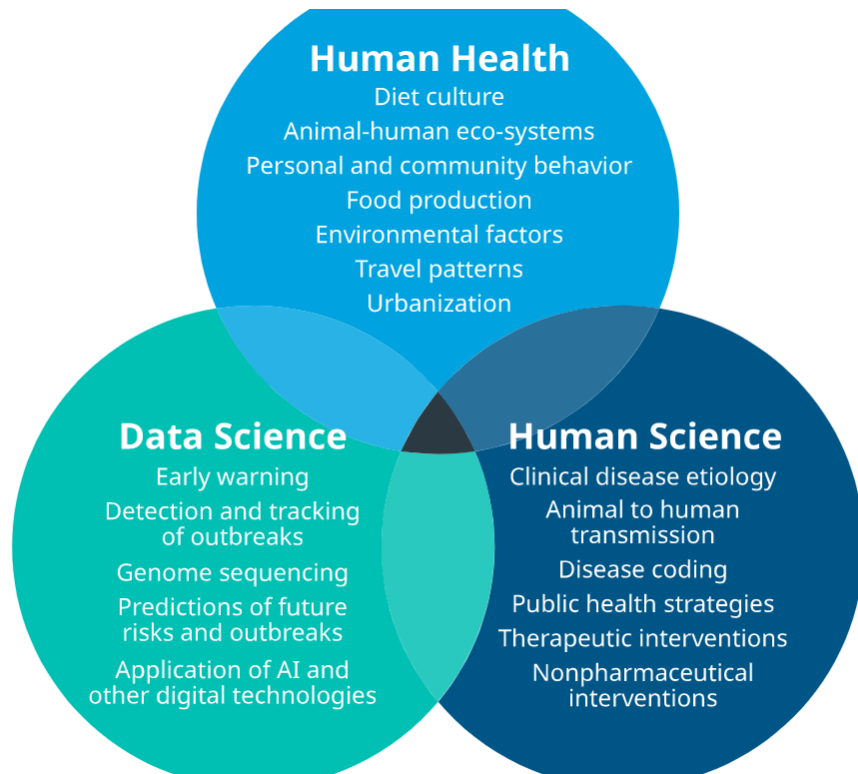 Human Health
Diet culture
Animal-human eco-systems
Personal and community behavior
Food production
Environmental factors
Travel patterns
Urbanization
Data Science
Early warning
Detection and tracking
of outbreaks
Genome sequencing
Predictions of future
risks and outbreaks
Application of AI and
other digital technologies
Human Science
Clinical disease etiology
Animal to human
transmission
Disease coding
Public health strategies
Therapeutic interventions
Nonpharmaceutical
interventions